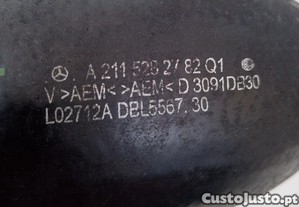 A 211 528 27 82 Q1
V >AEM< >AEM< D 3091DB30
L02712A DBL5567.30
CustoJusto.pt